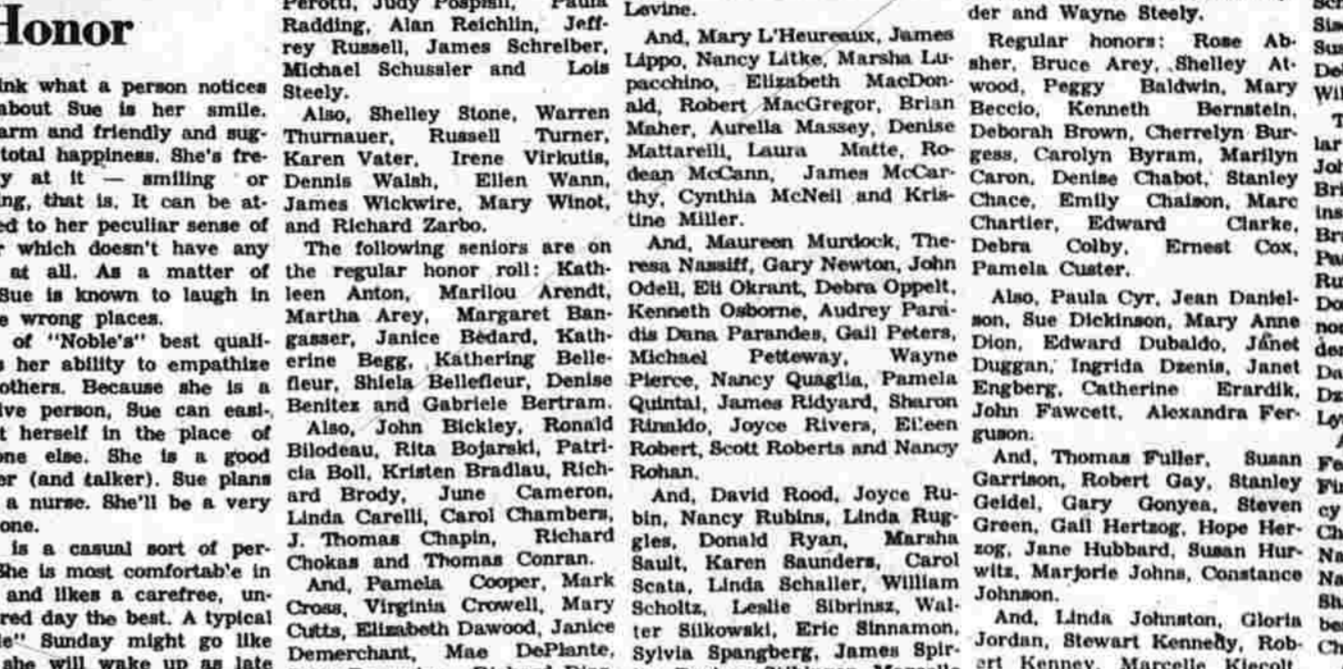 Honor
ink what a person notices
about Sue is her smile.
arm and friendly and sug-
total happiness. She's fre-
y at it — smiling or
ing, that is. It can be at-
ed to her peculiar sense of
which doesn't have any
at all. As a matter of
Sue is known to laugh in
e wrong places.
of "Noble's" best quali-
s her ability to empathize
others. Because she is a
ive person, Sue can easi-
t herself in the place of
one else. She is a good
er (and talker). Sue plans
a nurse. She'll be a very
one.
is a casual sort of per-
She is most comfortab'e in
and likes a carefree, un-
red day the best. A typical
le" Sunday might go like
she will wake up as late
Perotti, Judy Pospisil, Paula
Radding, Alan Reichlin, Jeff-
rey Russell, James Schreiber,
Michael Schussler and Lois
Steely.
Also, Shelley Stone, Warren
Thurnauer, Russell Turner,
Karen Vater, Irene Virkutis,
Dennis Walsh, Ellen Wann,
James Wickwire, Mary Winot,
and Richard Zarbo.
The following seniors are on
the regular honor roll: Kath-
leen Anton, Marilou Arendt,
Martha Arey, Margaret Ban-
gasser, Janice Bedard, Kath-
erine Begg, Kathering Belle-
fleur, Shiela Bellefleur, Denise
Benitez and Gabriele Bertram.
Also, John Bickley, Ronald
Bilodeau, Rita Bojarski, Patri-
cia Boll, Kristen Bradlau, Rich-
ard Brody, June Cameron,
Linda Carelli, Carol Chambers,
J. Thomas Chapin, Richard
Chokas and Thomas Conran.
And, Pamela Cooper, Mark
Cross, Virginia Crowell, Mary
Cutts, Elizabeth Dawood, Janice
Demerchant, Mae DePlante,
Levine.
And, Mary L'Heureaux, James
Lippo, Nancy Litke, Marsha Lu-
pacchino, Elizabeth MacDon-
ald, Robert MacGregor, Brian
Maher, Aurella Massey, Denise
Mattarelli, Laura Matte, Ro-
dean McCann, James McCar-
thy, Cynthia McNeil and Kris-
tine Miller.
And, Maureen Murdock, The-
resa Nassiff, Gary Newton, John
Odell, Eli Okrant, Debra Oppelt,
Kenneth Osborne, Audrey Para-
dis Dana Parandes, Gail Peters,
Michael Petteway, Wayne
Pierce, Nancy Quaglia, Pamela
Quintal, James Ridyard, Sharon
Rinaldo, Joyce Rivers, Eileen
Robert, Scott Roberts and Nancy
Rohan.
And, David Rood, Joyce Ru-
bin, Nancy Rubins, Linda Rug-
gles, Donald Ryan, Marsha
Sault, Karen Saunders, Carol
Scata, Linda Schaller, William
Scholtz, Leslie Sibrinsz, Wal-
ter Silkowski, Eric Sinnamon,
Sylvia Spangberg, James Spir-
der and Wayne Steely.
Regular honors: Rose Ab-
sher, Bruce Arey, Shelley At-
wood, Peggy Baldwin, Mary
Beccio, Kenneth Bernstein,
Deborah Brown, Cherrelyn Bur-
gess, Carolyn Byram, Marilyn
Caron, Denise Chabot, Stanley
Chace, Emily Chaison, Marc
Chartier, Edward Clarke,
Debra Colby, Ernest Cox,
Pamela Custer.
Also, Paula Cyr, Jean Daniel-
son, Sue Dickinson, Mary Anne
Dion, Edward Dubaldo, Janet
Duggan, Ingrida Dzenis, Janet
Engberg, Catherine Erardik,
John Fawcett, Alexandra Fer-
guson.
And, Thomas Fuller, Susan
Garrison, Robert Gay, Stanley
Geidel, Gary Gonyea, Steven
Green, Gail Hertzog, Hope Her-
zog, Jane Hubbard, Susan Hur-
witz, Marjorie Johns, Constance
Johnson.
And, Linda Johnston, Gloria
Jordan, Stewart Kennedy, Rob-
ert Kenney, Marcelle